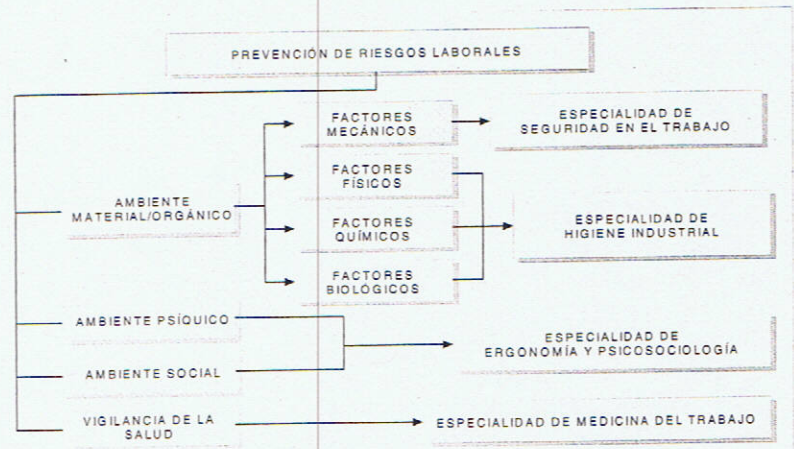 PREVENCIÓN DE RIESGOS LABORALES
FACTORES
MECÁNICOS
ESPECIALIDAD DE
SEGURIDAD EN EL TRABAJO
FACTORES
FÍSICOS
AMBIENTE
MATERIAL/ORGÁNICO
FACTORES
QUÍMICOS
ESPECIALIDAD DE
HIGIENE INDUSTRIAL
FACTORES
BIOLÓGICOS
AMBIENTE PSÍQUICO
ESPECIALIDAD DE
ERGONOMÍA Y PSICOSOCIOLOGÍA
AMBIENTE SOCIAL
VIGILANCIA DE LA
SALUD
ESPECIALIDAD DE MEDICINA DEL TRABAJO